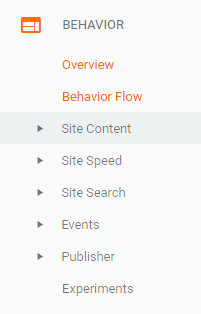 BEHAVIOR
Overview
Behavior Flow
Site Content
Site Speed
Site Search
Events
Publisher
Experiments